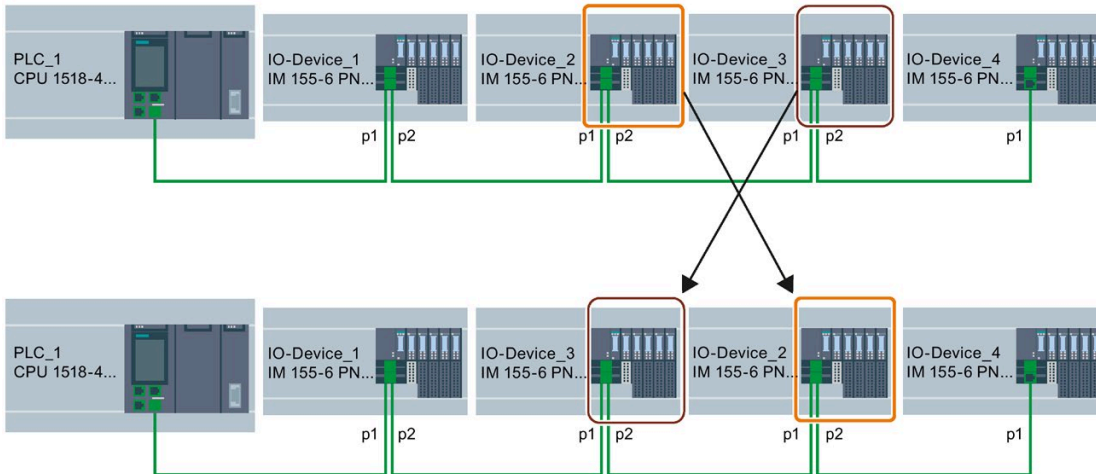 PLC_1
CPU 1518-4...
IO-Device_1
IM 155-6 PN...
IO-Device_2
IM 155-6 PN...
IO-Device_3
IM 155-6 PN...
IO-Device_4
IM 155-6 PN...
p1 p2
p1 p2
p1 p2
p1
PLC_1
CPU 1518-4...
IO-Device_1
IM 155-6 PN...
IO-Device_3
IM 155-6 PN...
IO-Device_2
IM 155-6 PN...
IO-Device_4
IM 155-6 PN...
p1 p2
p1 p2
p1 p2
p1